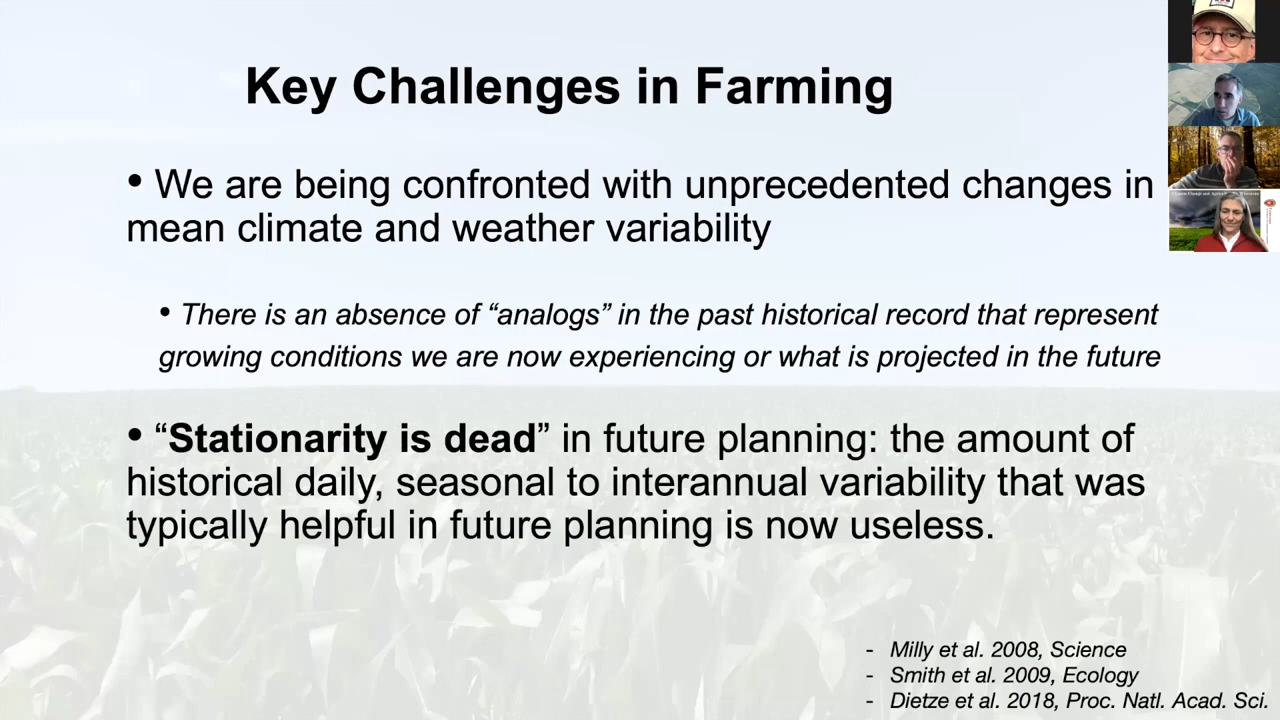 Key Challenges in Farming
• We are being confronted with unprecedented changes in
mean climate and weather variability
• There is an absence of “analogs” in the past historical record that represent
growing conditions we are now experiencing or what is projected in the future
• “Stationarity is dead” in future planning: the amount of
historical daily, seasonal to interannual variability that was
typically helpful in future planning is now useless.
- Milly et al. 2008, Science
- Smith et al. 2009, Ecology
- Dietze et al. 2018, Proc. Natl. Acad. Sci.